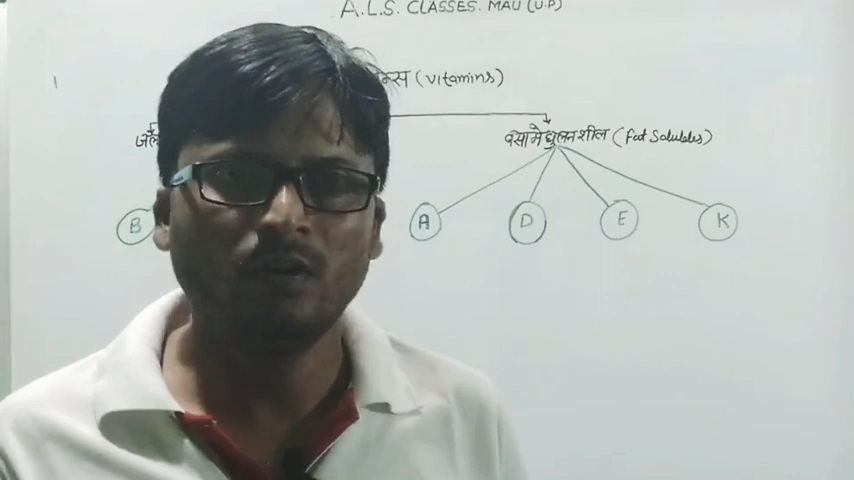 A.L.S. CLASSES. MAU (U.P)
(vitamins)
वसा मे घुलनशील (fat Solubles)
B A D E K